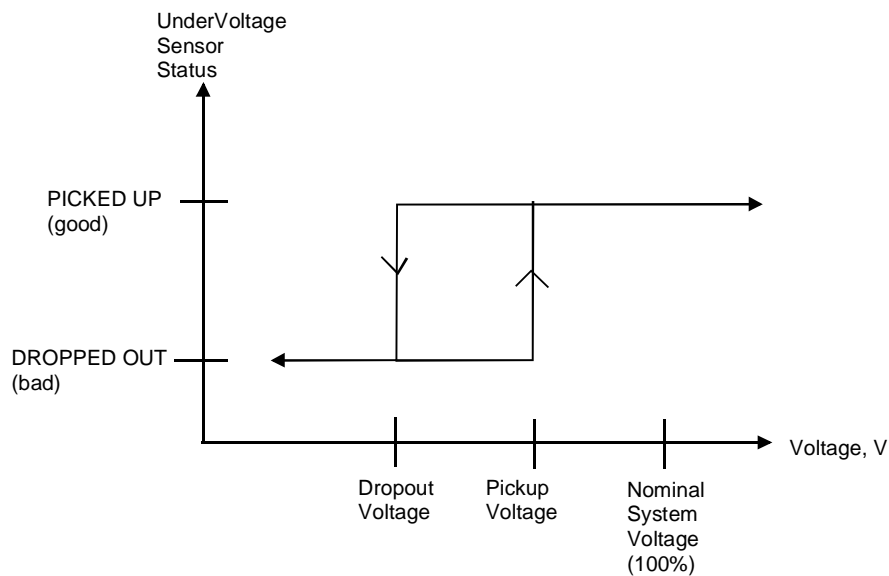 UnderVoltage
Sensor
Status
PICKED UP
(good)
DROPPED OUT
(bad)
Voltage, V
Dropout
Voltage
Pickup
Voltage
Nominal
System
Voltage
(100%)